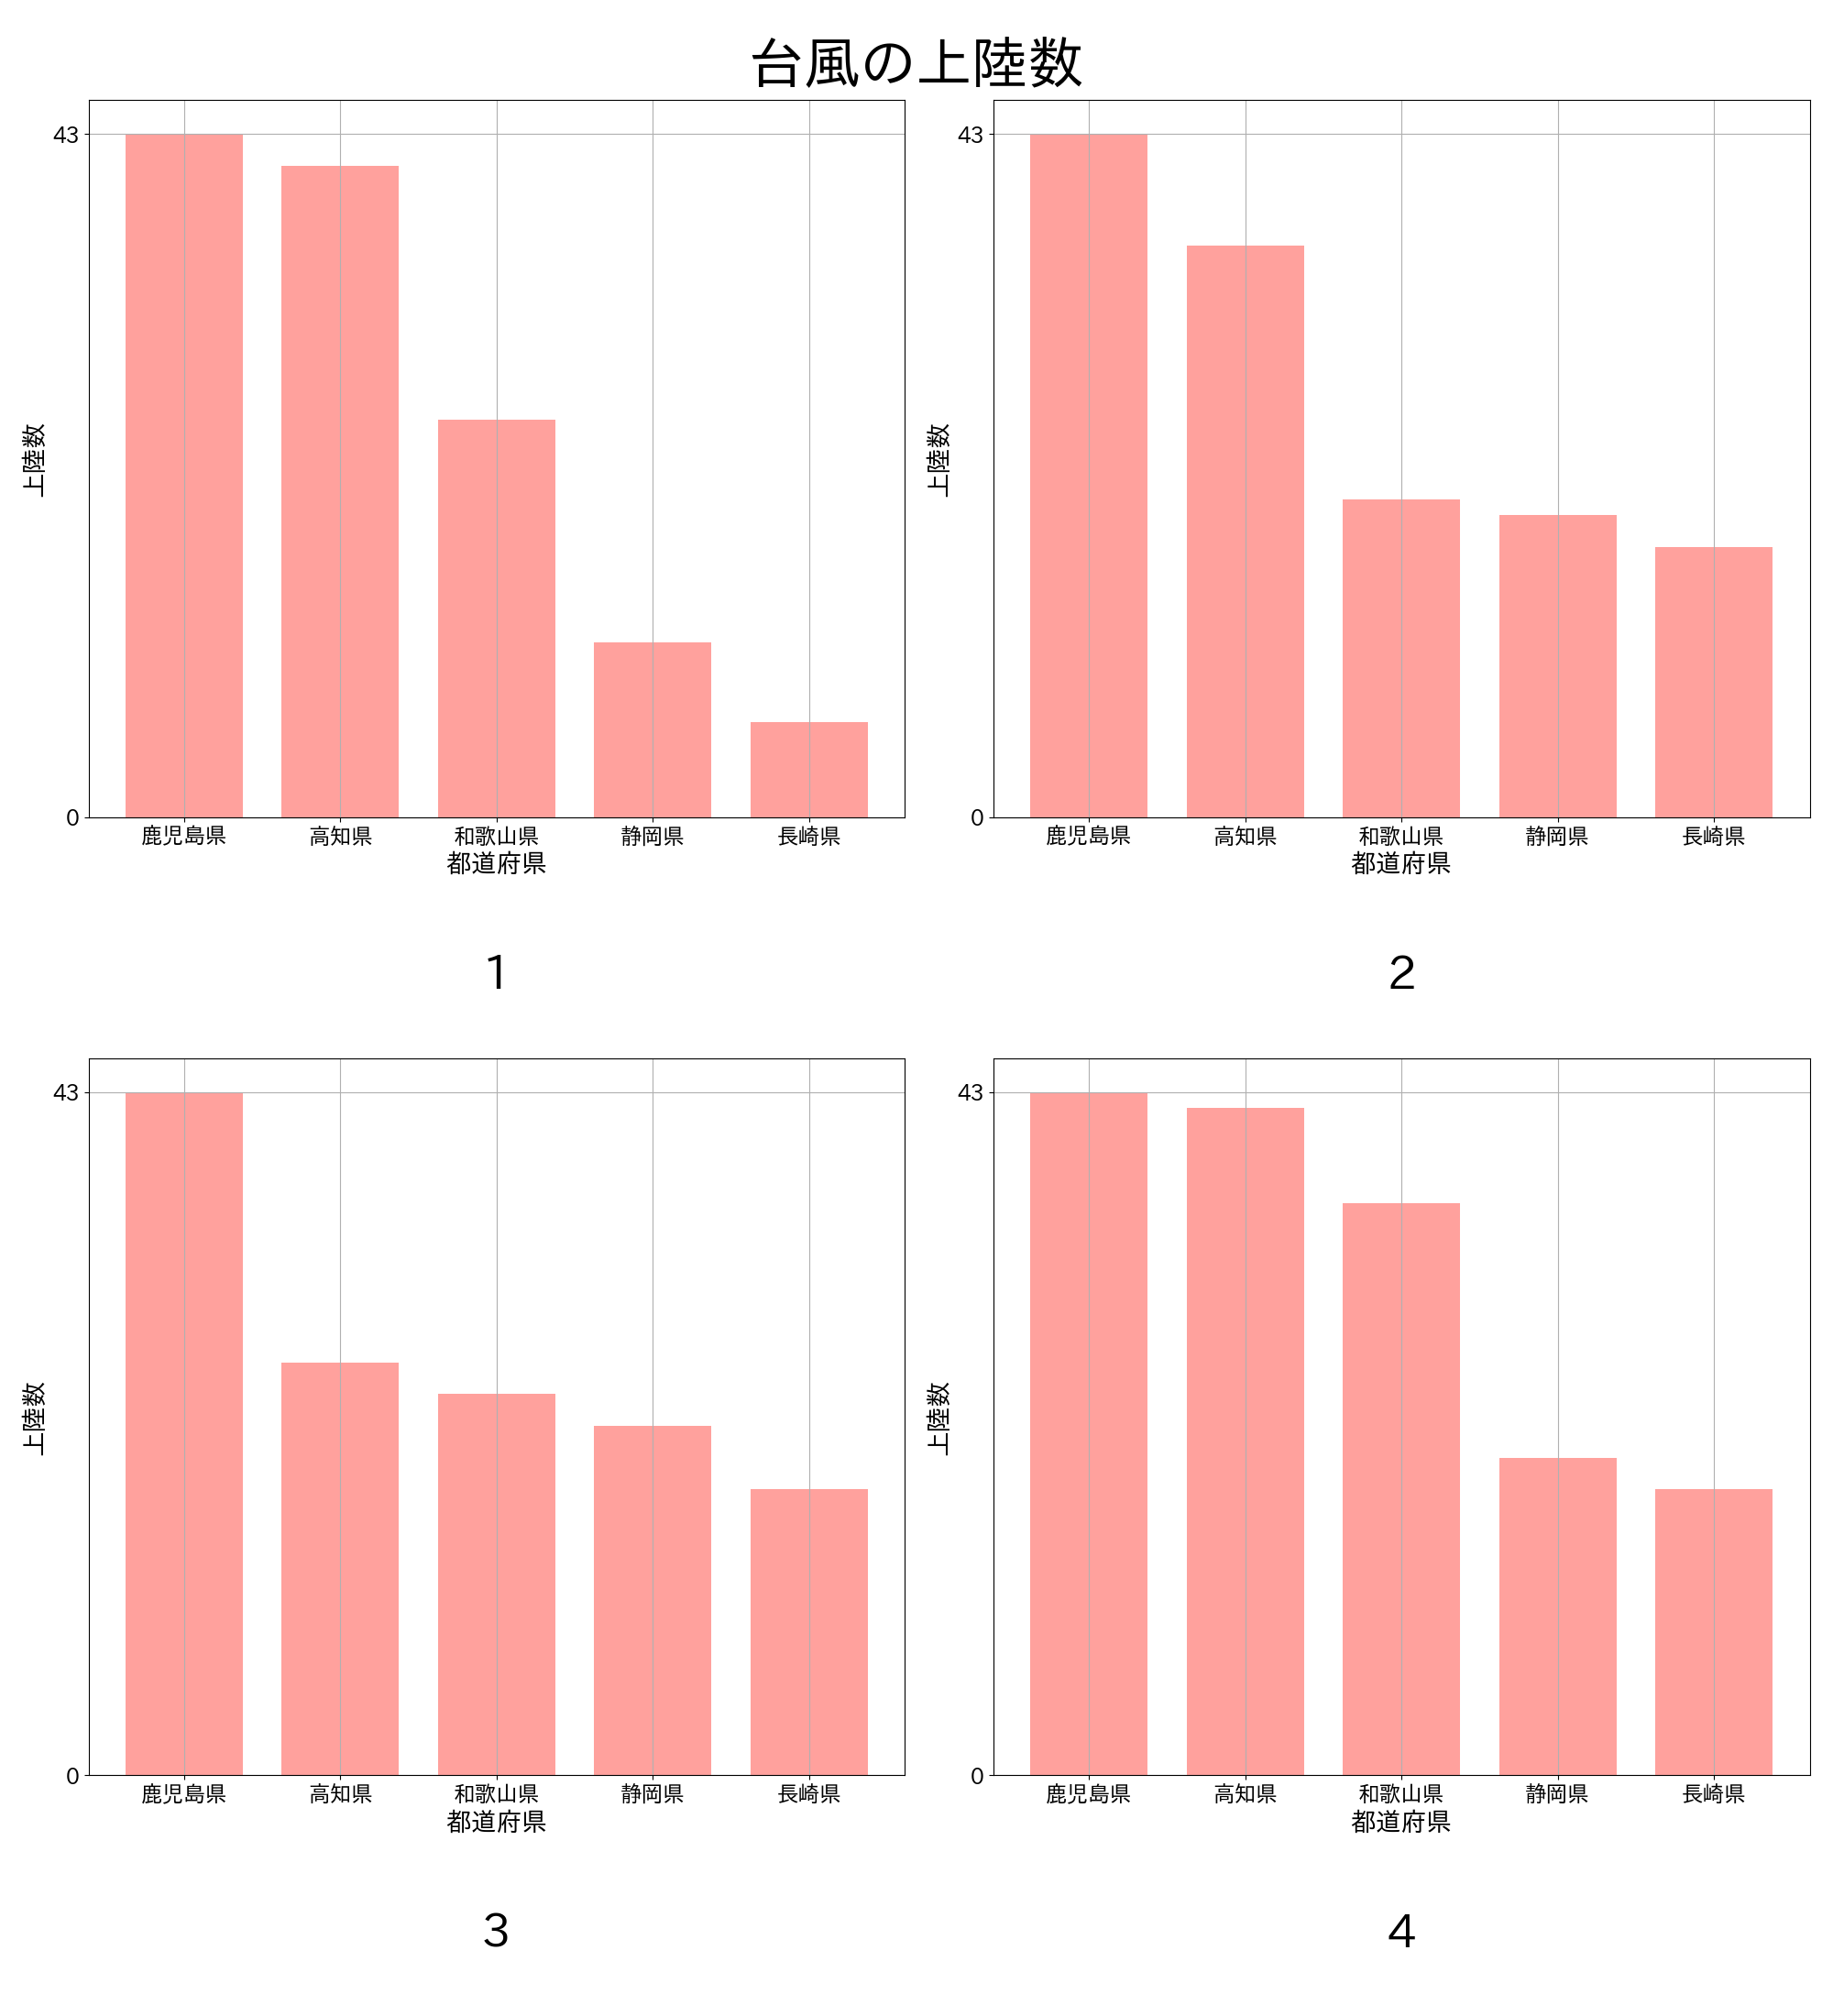 台風の上陸数
43
0
上陸数
鹿児島県 高知県 和歌山県 静岡県 長崎県
都道府県
1
43
0
上陸数
鹿児島県 高知県 和歌山県 静岡県 長崎県
都道府県
2
43
0
上陸数
鹿児島県 高知県 和歌山県 静岡県 長崎県
都道府県
3
43
0
上陸数
鹿児島県 高知県 和歌山県 静岡県 長崎県
都道府県
4